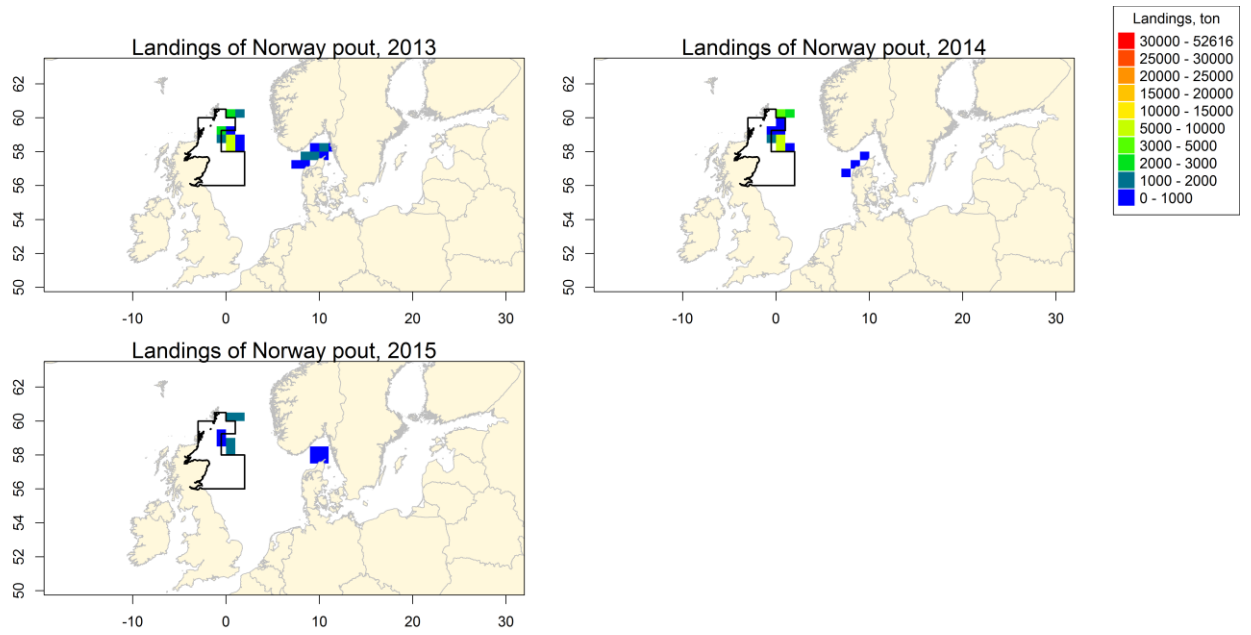 Landings of Norway pout, 2013
62
60
58
56
54
52
50
-10 0 10 20 30
Landings of Norway pout, 2014
62
60
58
56
54
52
50
-10 0 10 20 30
Landings, ton
30000 - 52616
25000 - 30000
20000 - 25000
15000 - 20000
10000 - 15000
5000 - 10000
3000 - 5000
2000 - 3000
1000 - 2000
0 - 1000
Landings of Norway pout, 2015
62
60
58
56
54
52
50
-10 0 10 20 30